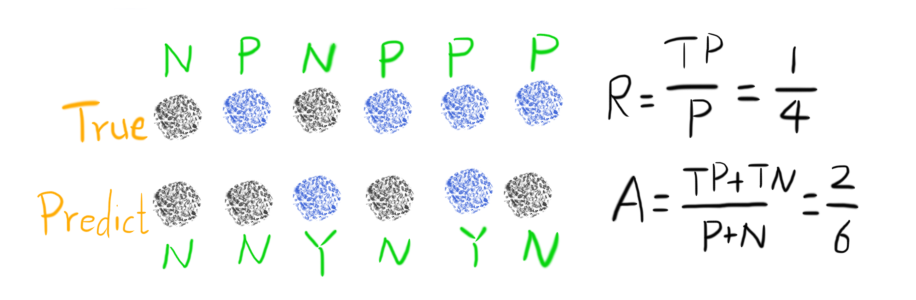 N P N P P P
True
Predict
N N Y N Y N
R = TP/P = 1/4
A = TP+TN/P+N = 2/6